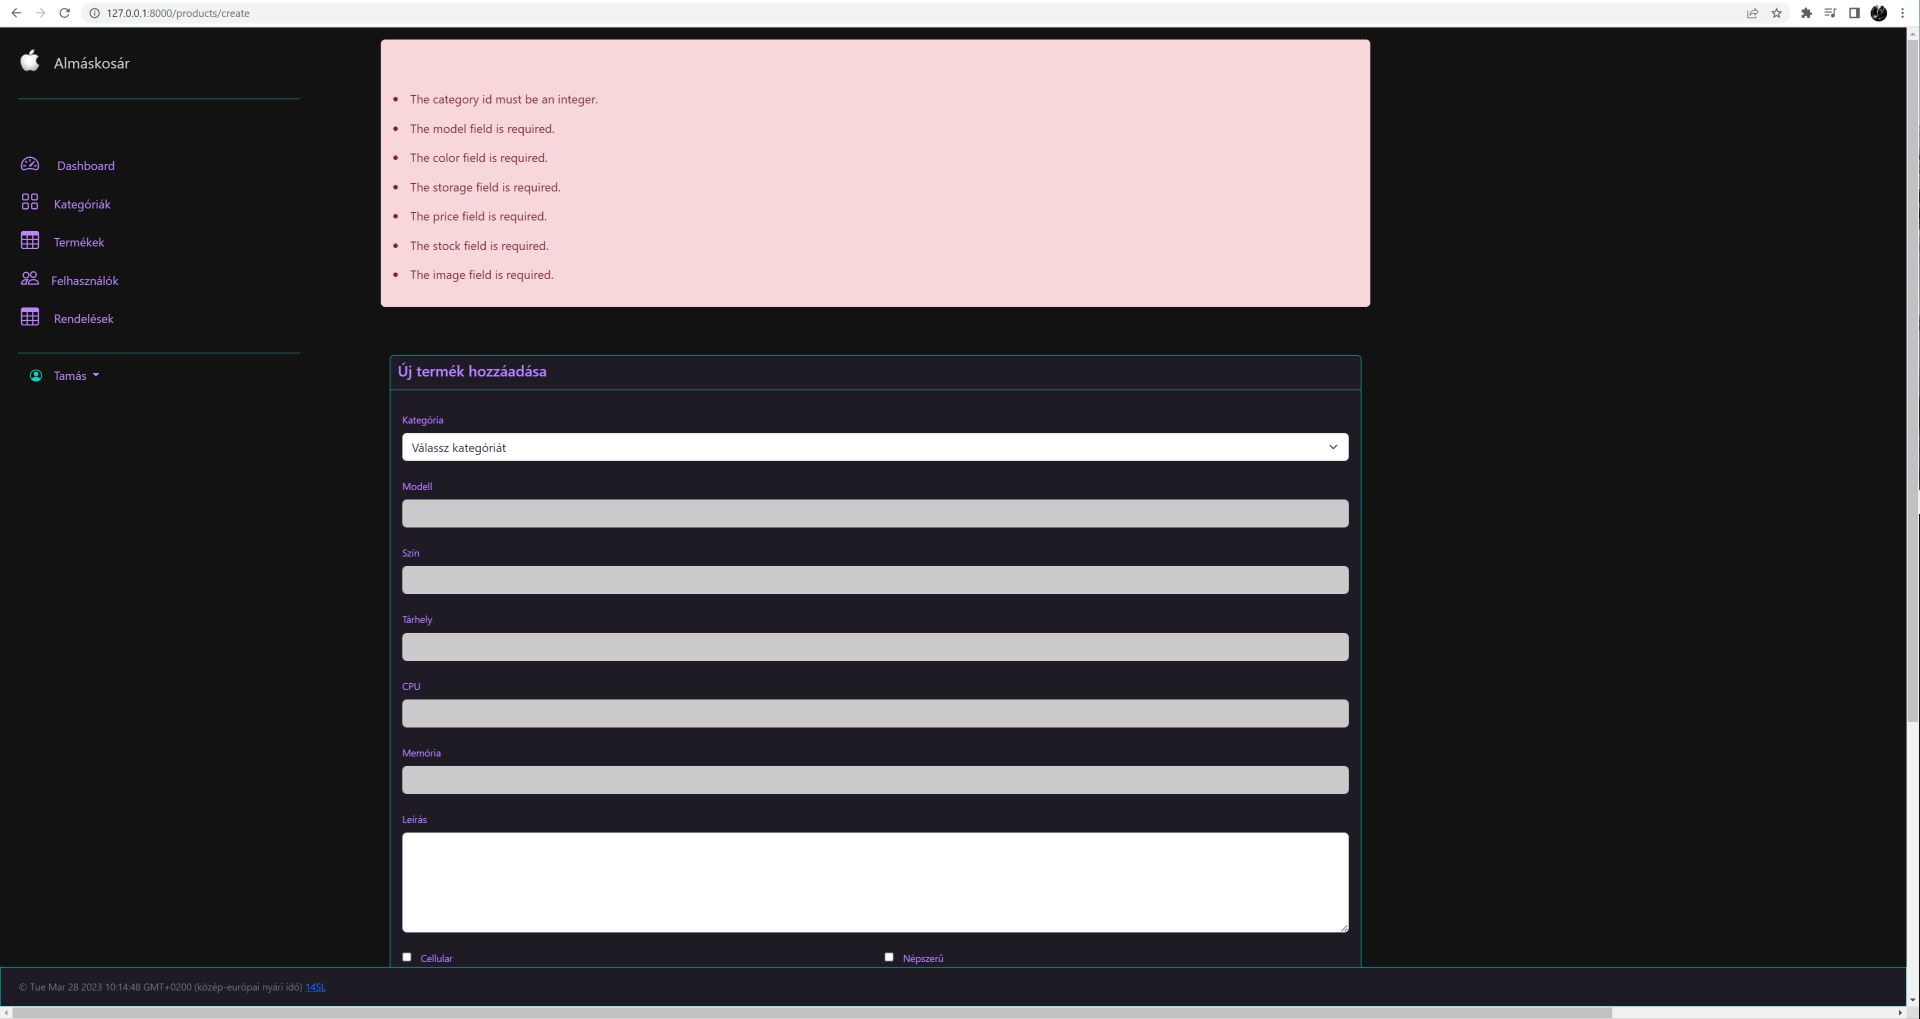 127.0.0.1:8000/products/create
Almáskosár
Dashboard
Kategóriák
Termékek
Felhasználók
Rendelések
Tamás
The category id must be an integer.
The model field is required.
The color field is required.
The storage field is required.
The price field is required.
The stock field is required.
The image field is required.
Új termék hozzáadása
Kategória
Válassz kategóriát
Modell
Szín
Tárhely
CPU
Memória
Leírás
Cellular Népszerű
© Tue Mar 28 2023 10:14:48 GMT+0200 (közép-európai nyári idő) 14SL